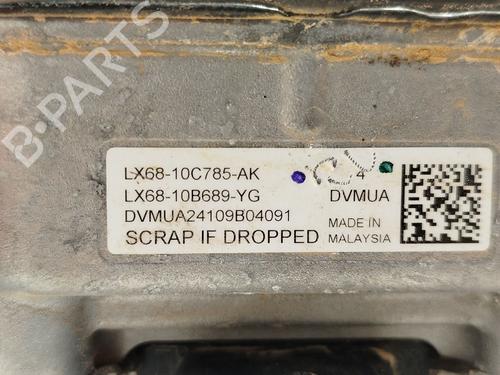 B-PARTS
LX68-10C785-AK 4
LX68-10B689-YG DVMUA
DVMUA24109B04091 MADE IN
SCRAP IF DROPPED MALAYSIA